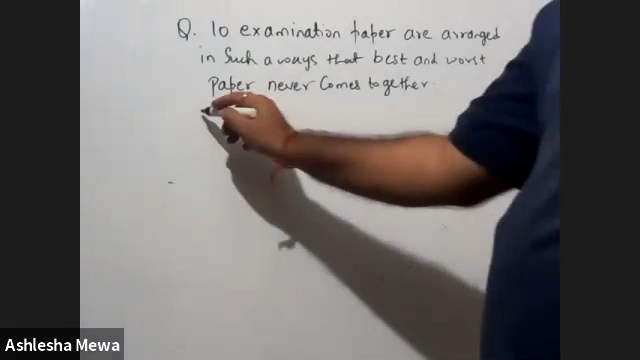 Q. 10 examination paper are arranged
in such a ways that best and worst
paper never comes together.
Ashlesha Mewa